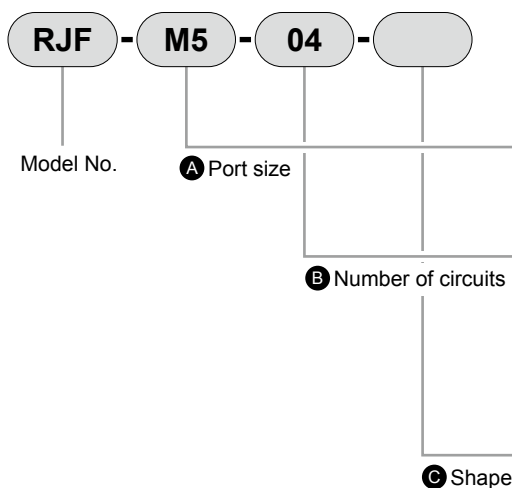 RJF - M5 - 04 -
Model No.
A Port size
B Number of circuits
C Shape